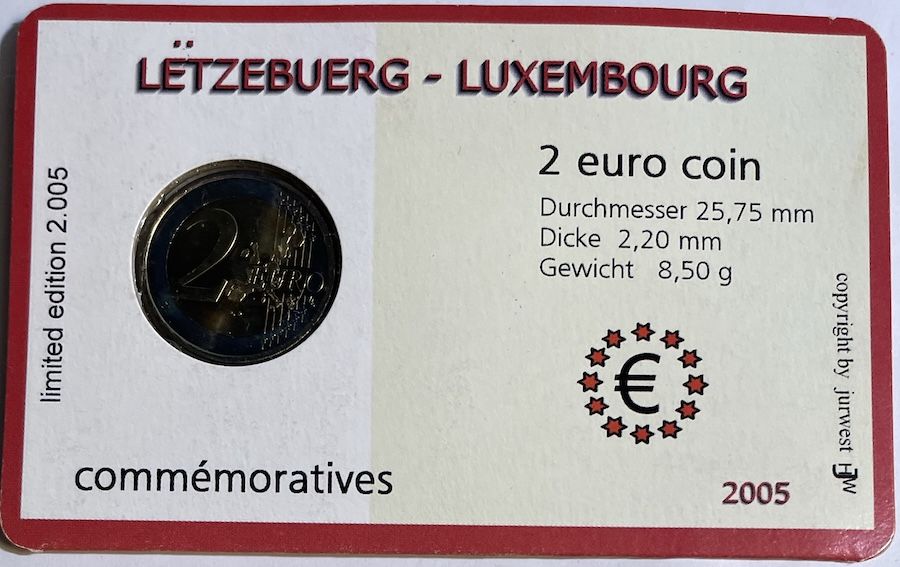 LËTZEBUERG - LUXEMBOURG
limited edition 2.005
2 EURO
2 euro coin
Durchmesser 25,75 mm
Dicke 2,20 mm
Gewicht 8,50 g
€
copyright by jurwest HJW
commémoratives
2005